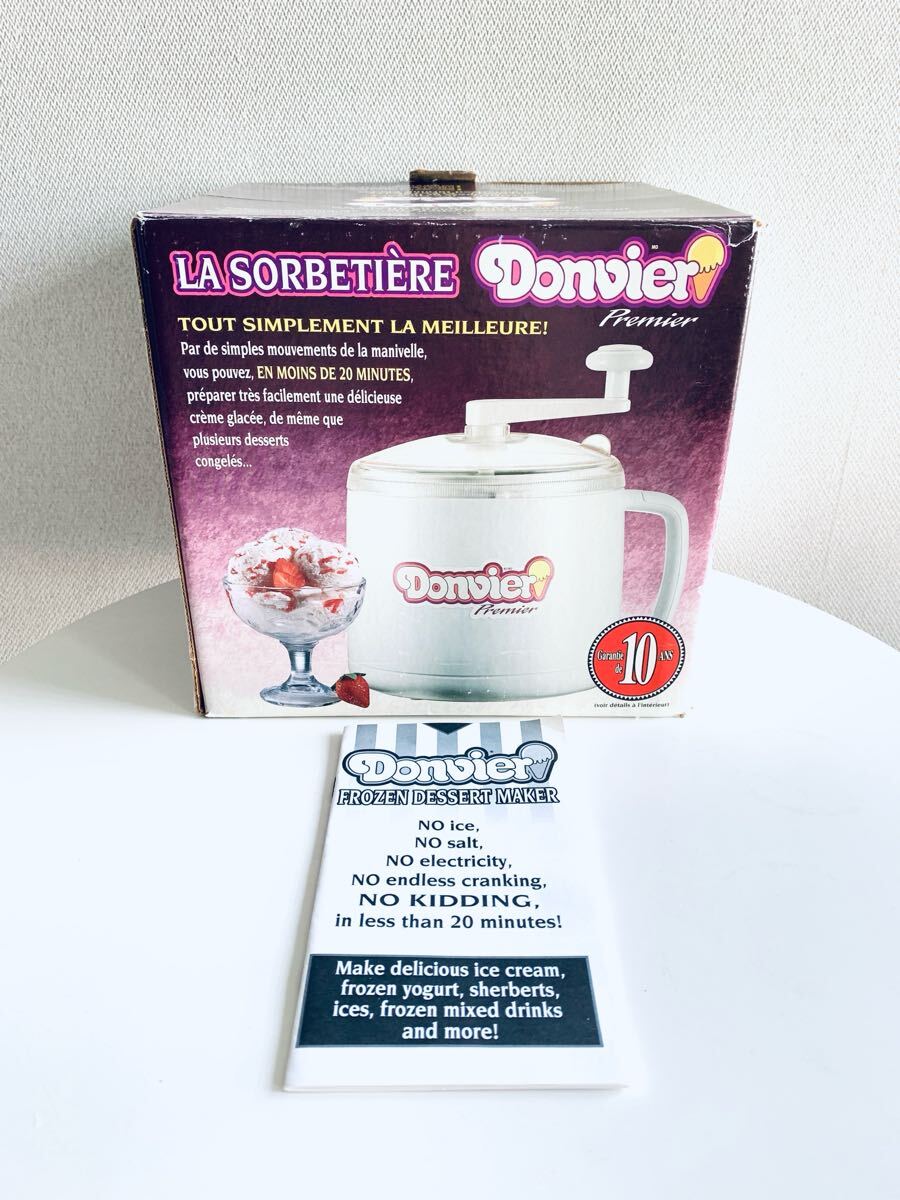 LA SORBETIÈRE
Donvier MD
Premier
TOUT SIMPLEMENT LA MEILLEURE!
Par de simples mouvements de la manivelle,
vous pouvez, EN MOINS DE 20 MINUTES,
préparer très facilement une délicieuse
crème glacée, de même que
plusieurs desserts
congelés...
Donvier
Premier
Garantie
de
10
ANS
(voir détails à l'intérieur)
Donvier
FROZEN DESSERT MAKER
NO ice,
NO salt,
NO electricity,
NO endless cranking,
NO KIDDING,
in less than 20 minutes!
Make delicious ice cream,
frozen yogurt, sherberts,
ices, frozen mixed drinks
and more!